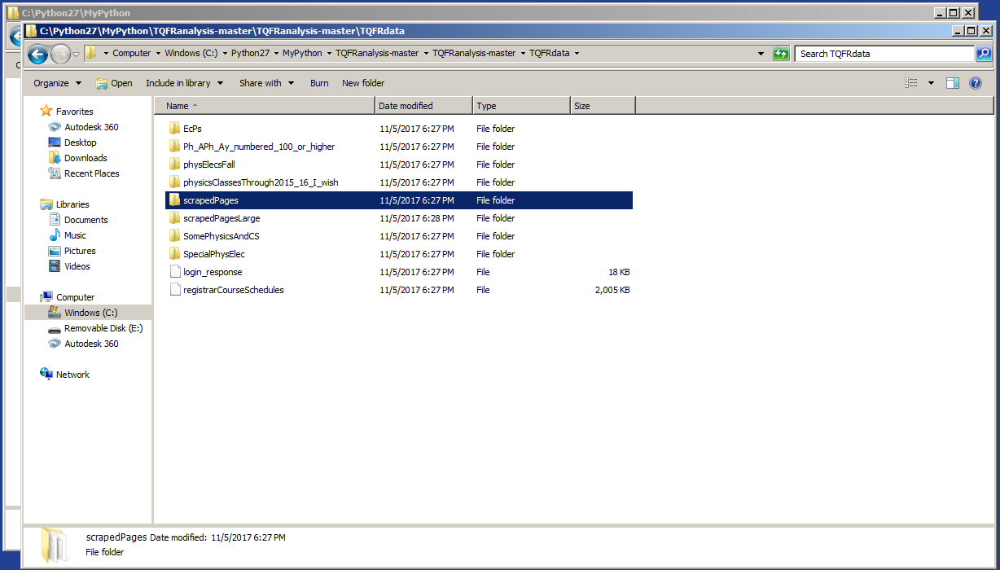 C:\Python27\MyPython
C:\Python27\MyPython\TQFRanalysis-master\TQFRanalysis-master\TQFRdata
Computer Windows (C:) Python27 MyPython TQFRanalysis-master TQFRanalysis-master TQFRdata Search TQFRdata
Organize Open Include in library Share with Burn New folder
Name Date modified Type Size
Favorites
Autodesk 360
Desktop
Downloads
Recent Places
Libraries
Documents
Music
Pictures
Videos
Computer
Windows (C:)
Removable Disk (E:)
Autodesk 360
Network
EcPs 11/5/2017 6:27 PM File folder
Ph_APh_Ay_numbered_100_or_higher 11/5/2017 6:27 PM File folder
physElecsFall 11/5/2017 6:27 PM File folder
physicsClassesThrough2015_16_I_wish 11/5/2017 6:27 PM File folder
scrapedPages 11/5/2017 6:27 PM File folder
scrapedPagesLarge 11/5/2017 6:28 PM File folder
SomePhysicsAndCS 11/5/2017 6:27 PM File folder
SpecialPhysElec 11/5/2017 6:27 PM File folder
login_response 11/5/2017 6:27 PM File 18 KB
registrarCourseSchedules 11/5/2017 6:27 PM File 2,005 KB
scrapedPages Date modified: 11/5/2017 6:27 PM
File folder